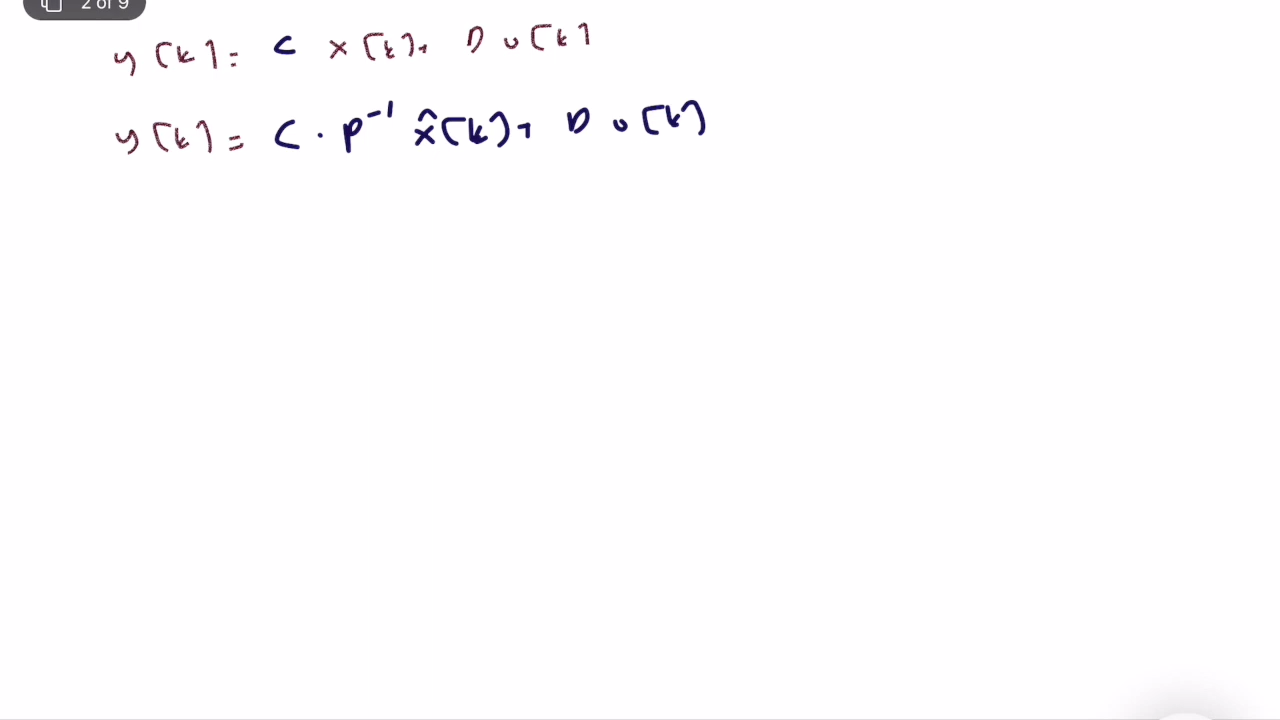 2 of 9
y[k] = C x[k] + D u[k]
y[k] = C · P⁻¹ x̂[k] + D u[k]